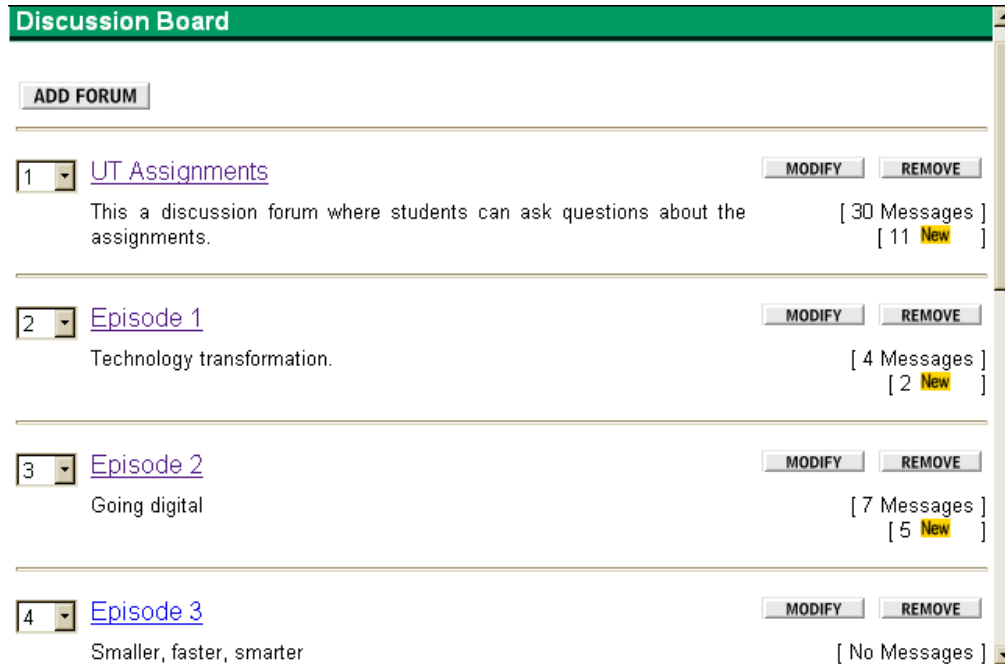 Discussion Board
ADD FORUM
1 UT Assignments MODIFY REMOVE
This a discussion forum where students can ask questions about the [ 30 Messages ]
assignments. [ 11 New ]
2 Episode 1 MODIFY REMOVE
Technology transformation. [ 4 Messages ]
[ 2 New ]
3 Episode 2 MODIFY REMOVE
Going digital [ 7 Messages ]
[ 5 New ]
4 Episode 3 MODIFY REMOVE
Smaller, faster, smarter [ No Messages ]